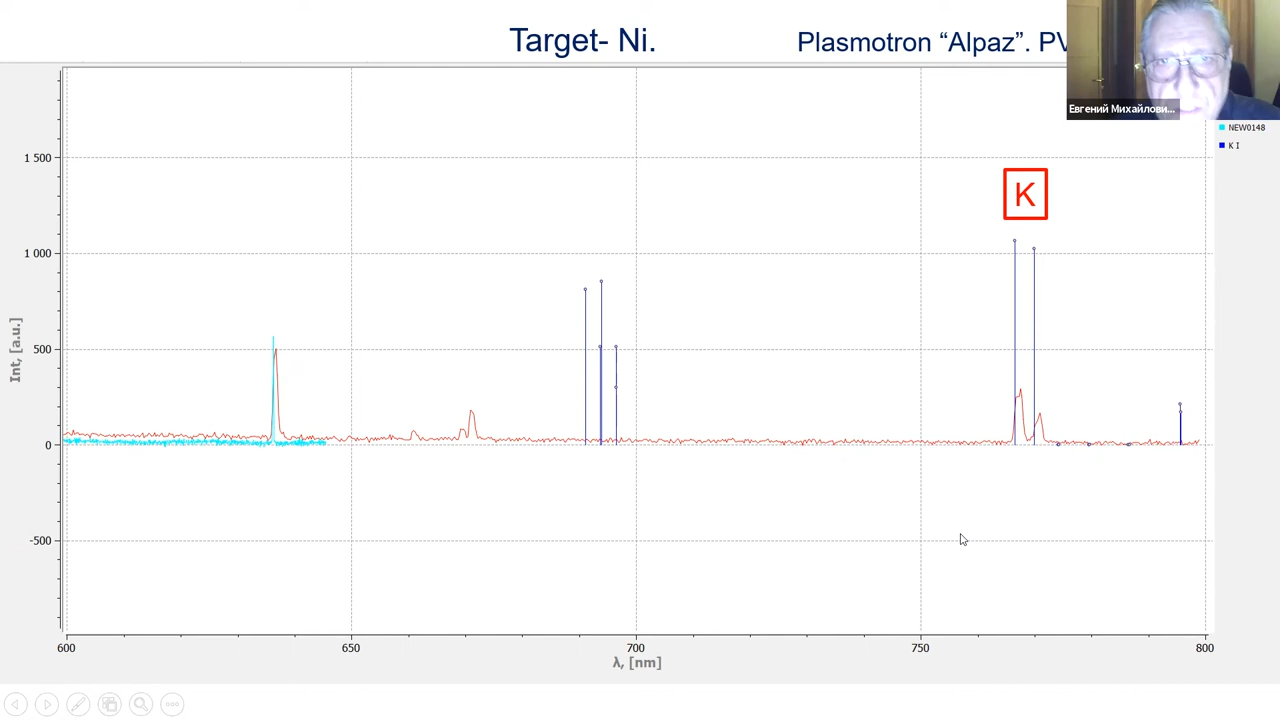 Target- Ni.
Plasmotron “Alpaz”. PV
Евгений Михайлови...
NEW0148
K I
K
1 500
1 000
500
0
-500
Int, [a.u.]
600
650
700
750
800
λ, [nm]